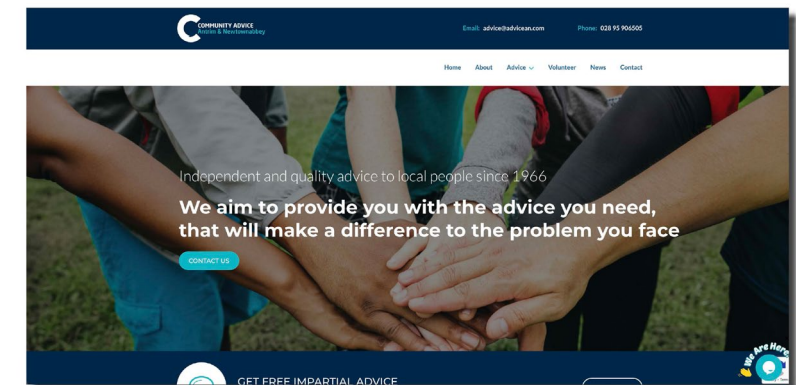 COMMUNITY ADVICE
Antrim & Newtownabbey
Email: advice@advicean.com
Phone: 028 95 906505
Home About Advice Volunteer News Contact
Independent and quality advice to local people since 1966
We aim to provide you with the advice you need,
that will make a difference to the problem you face
CONTACT US
We Are Here
GET FREE IMPARTIAL ADVICE